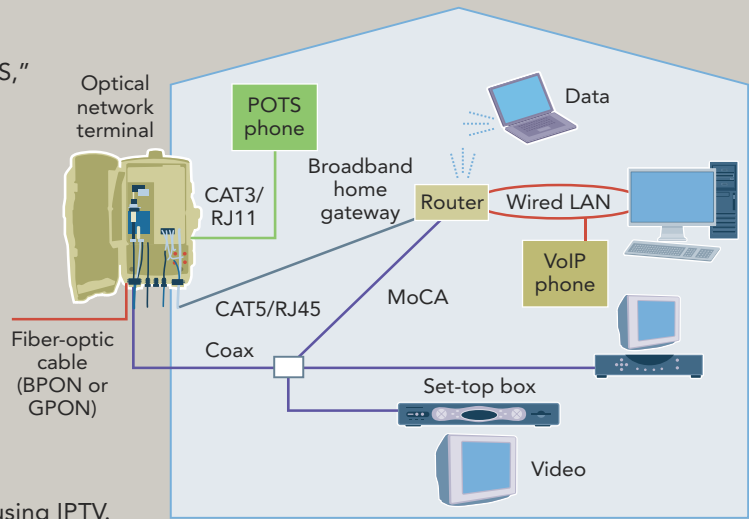 S,"
Optical
network
terminal
POTS
phone
Data
CAT3/
RJ11
Broadband
home
gateway
Router
Wired LAN
VoIP
phone
CAT5/RJ45
MoCA
Fiber-optic
cable
(BPON or
GPON)
Coax
Set-top box
Video
using IPTV.